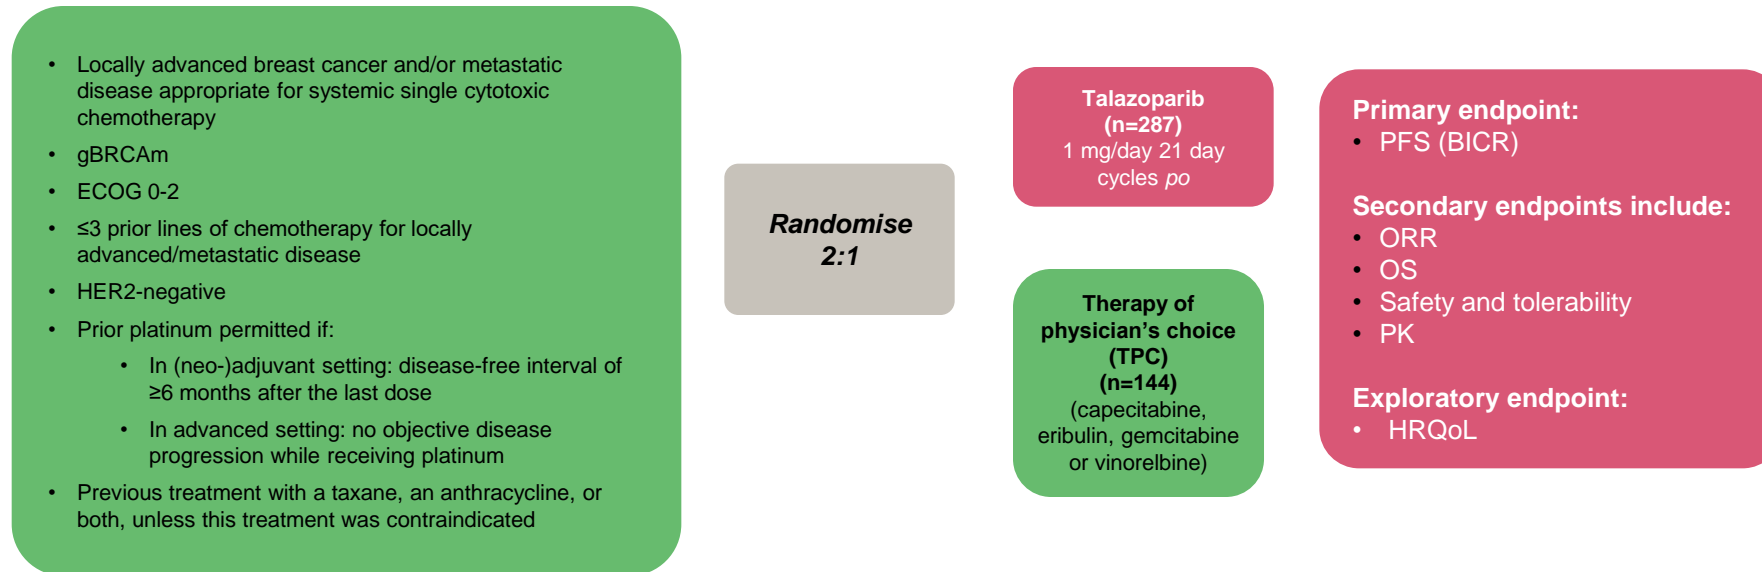 • Locally advanced breast cancer and/or metastatic
disease appropriate for systemic single cytotoxic
chemotherapy
• gBRCAm
• ECOG 0-2
• ≤3 prior lines of chemotherapy for locally
advanced/metastatic disease
• HER2-negative
• Prior platinum permitted if:
• In (neo-)adjuvant setting: disease-free interval of
≥6 months after the last dose
• In advanced setting: no objective disease
progression while receiving platinum
• Previous treatment with a taxane, an anthracycline, or
both, unless this treatment was contraindicated
Randomise
2:1
Talazoparib
(n=287)
1 mg/day 21 day
cycles po
Therapy of
physician’s choice
(TPC)
(n=144)
(capecitabine,
eribulin, gemcitabine
or vinorelbine)
Primary endpoint:
• PFS (BICR)
Secondary endpoints include:
• ORR
• OS
• Safety and tolerability
• PK
Exploratory endpoint:
• HRQoL